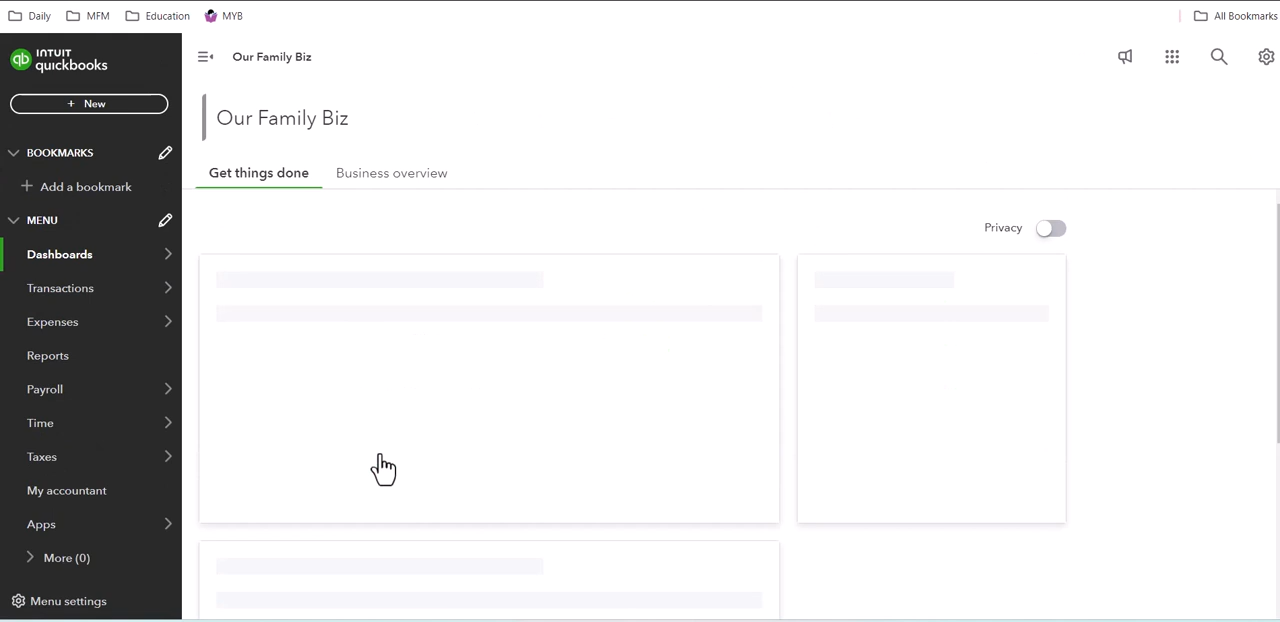 Daily
MFM
Education
MYB
All Bookmarks
qb INTUIT quickbooks
Our Family Biz
+ New
Our Family Biz
BOOKMARKS
Add a bookmark
Get things done
Business overview
MENU
Privacy
Dashboards
Transactions
Expenses
Reports
Payroll
Time
Taxes
My accountant
Apps
More (0)
Menu settings